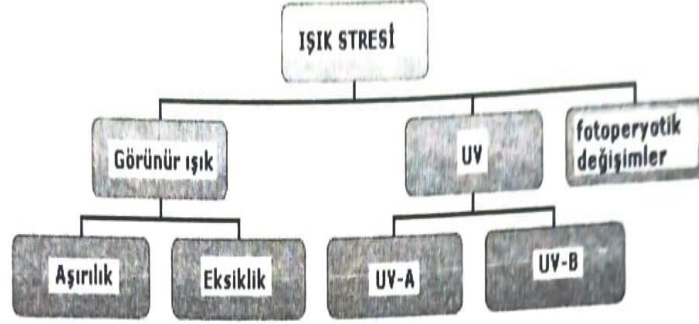 IŞIK STRESİ
Görünür ışık
UV
fotoperyotik
değişimler
Aşırılık
Eksiklik
UV-A
UV-B